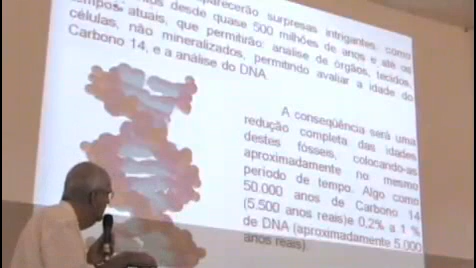 aparecerão surpresas intrigantes, como
desde quase 500 milhões de anos e até os
tempos atuais, que permitirão: analise de órgãos, tecidos,
células, não mineralizados, permitindo avaliar a idade do
Carbono 14, e a análise do DNA.
A conseqüência será uma
redução completa das idades
destes fósseis, colocando-as
aproximadamente no mesmo
período de tempo. Algo como
50.000 anos de Carbono 14
(5.500 anos reais)e 0,2% a 1 %
de DNA (aproximadamente 5.000
anos reais).